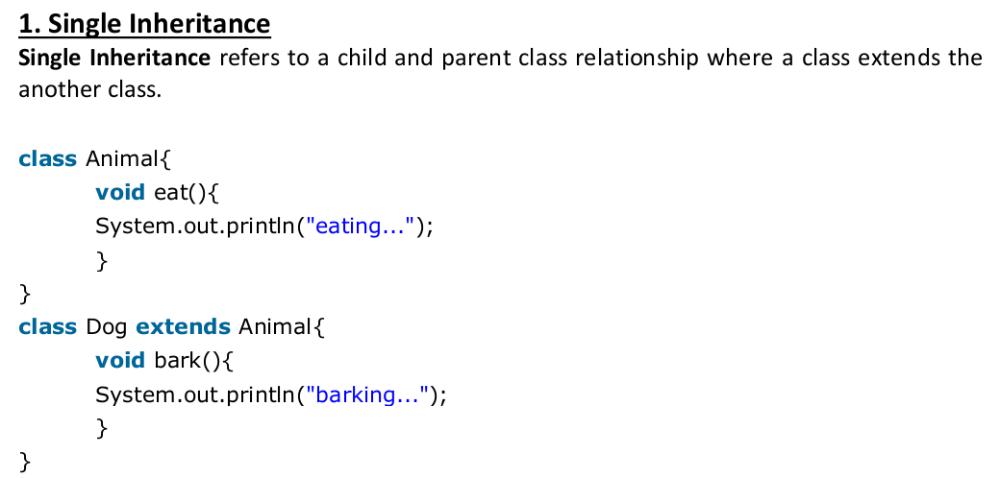 1. Single Inheritance
Single Inheritance refers to a child and parent class relationship where a class extends the
another class.
class Animal{
void eat(){
System.out.println("eating...");
}
}
class Dog extends Animal{
void bark(){
System.out.println("barking...");
}
}